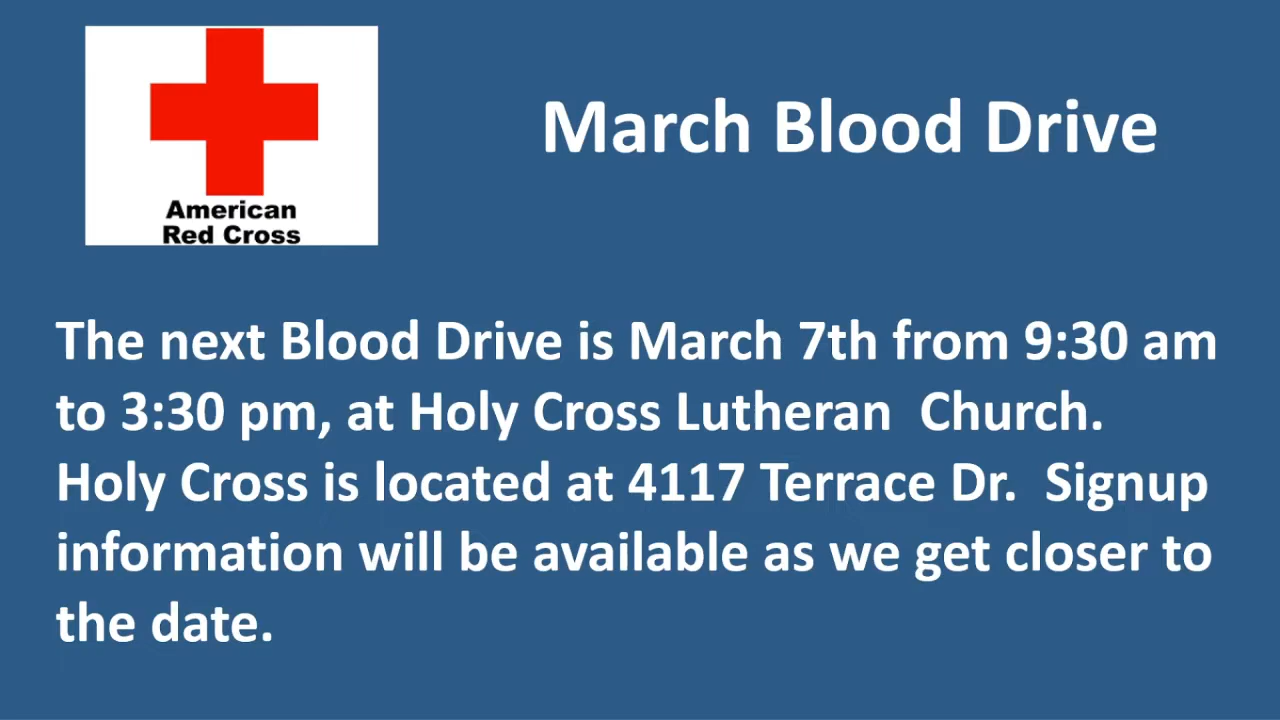 American
Red Cross
March Blood Drive
The next Blood Drive is March 7th from 9:30 am
to 3:30 pm, at Holy Cross Lutheran  Church.
Holy Cross is located at 4117 Terrace Dr.  Signup
information will be available as we get closer to
the date.